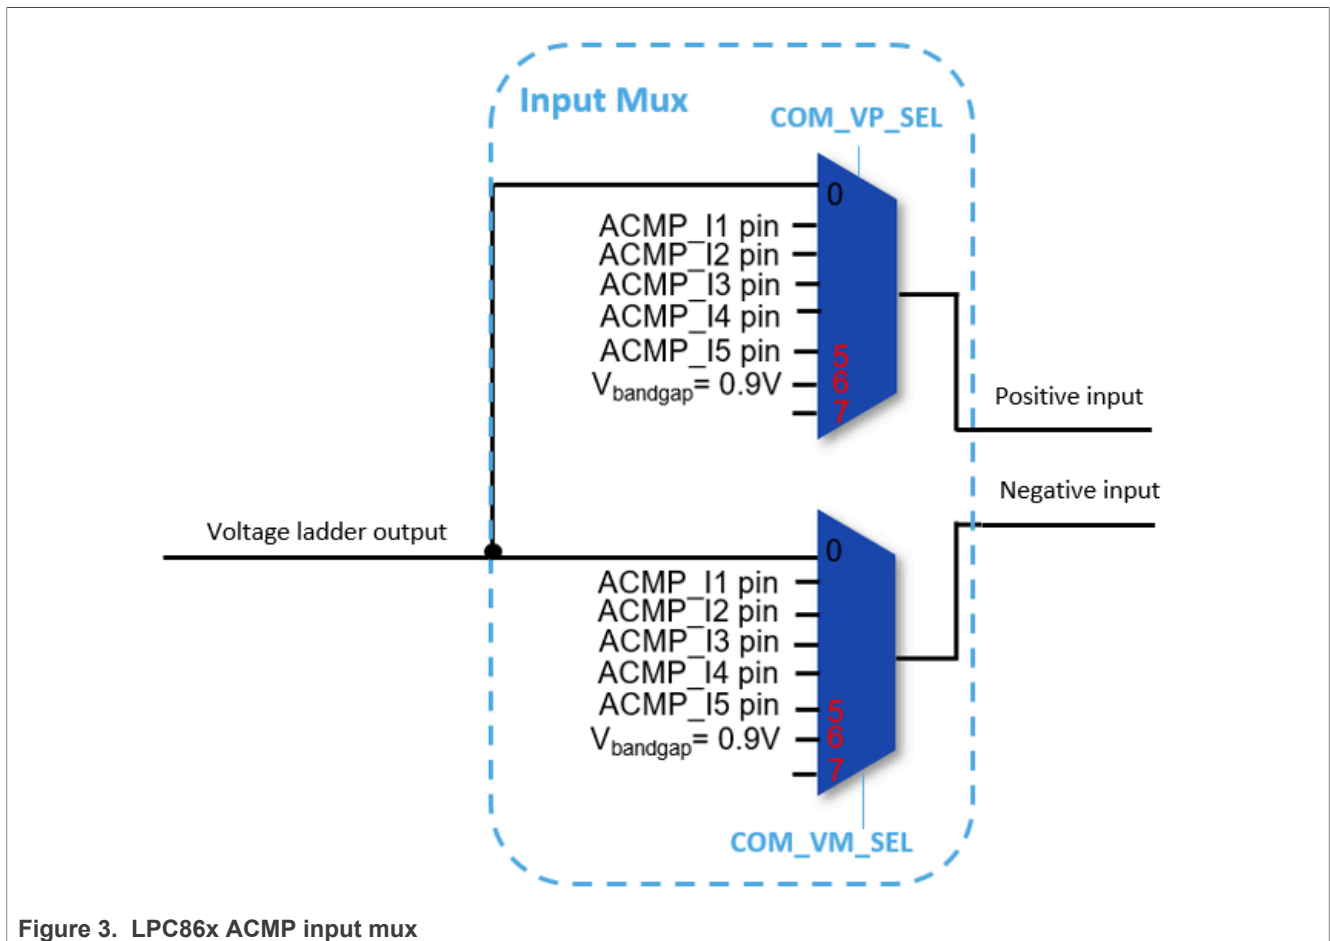 Input Mux
COM_VP_SEL
0
ACMP_I1 pin
ACMP_I2 pin
ACMP_I3 pin
ACMP_I4 pin
ACMP_I5 pin
5
Vbandgap= 0.9V
6
7
Positive input
Negative input
Voltage ladder output
0
ACMP_I1 pin
ACMP_I2 pin
ACMP_I3 pin
ACMP_I4 pin
ACMP_I5 pin
5
Vbandgap= 0.9V
6
7
COM_VM_SEL
Figure 3. LPC86x ACMP input mux